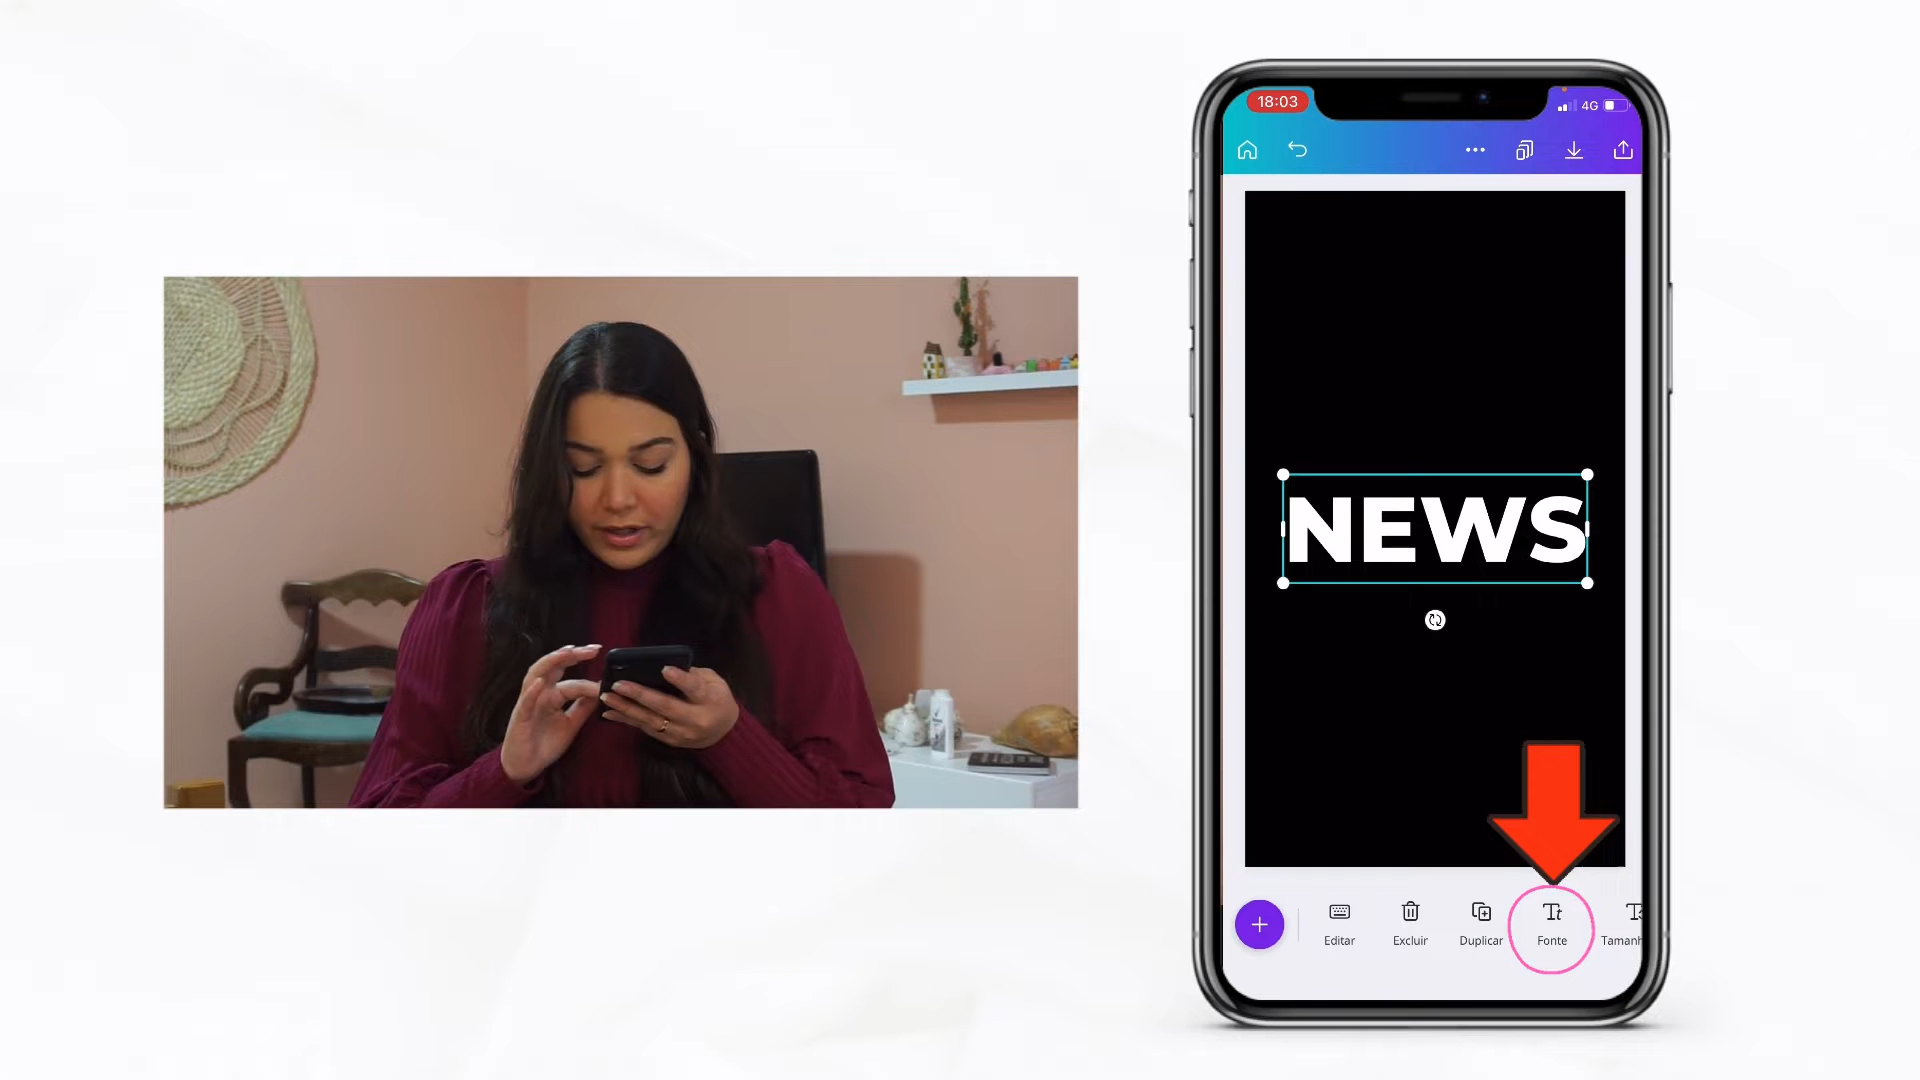 18:03
4G
NEWS
Editar
Excluir
Duplicar
Fonte
Tamanh